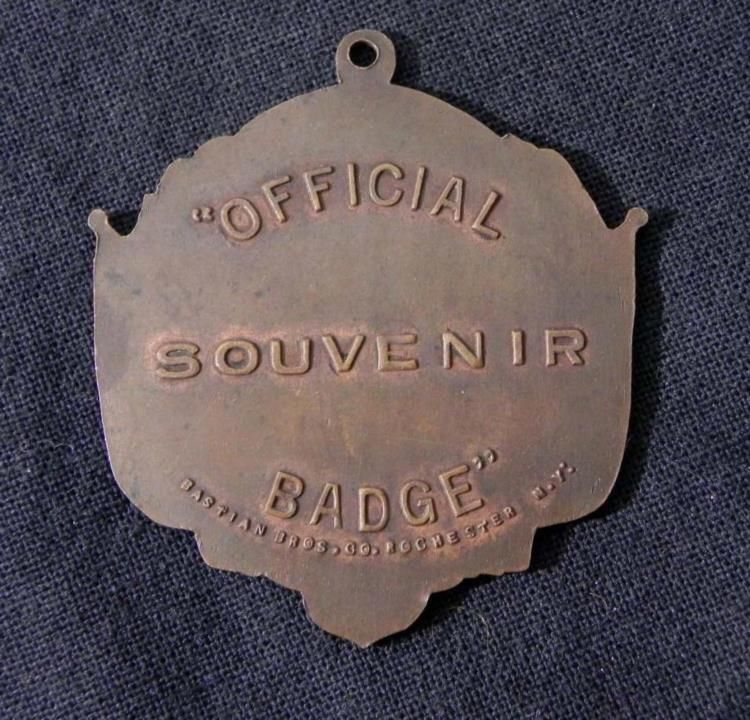 "OFFICIAL
SOUVENIR
BADGE"
BASTIAN BROS. CO. ROCHESTER N.Y.